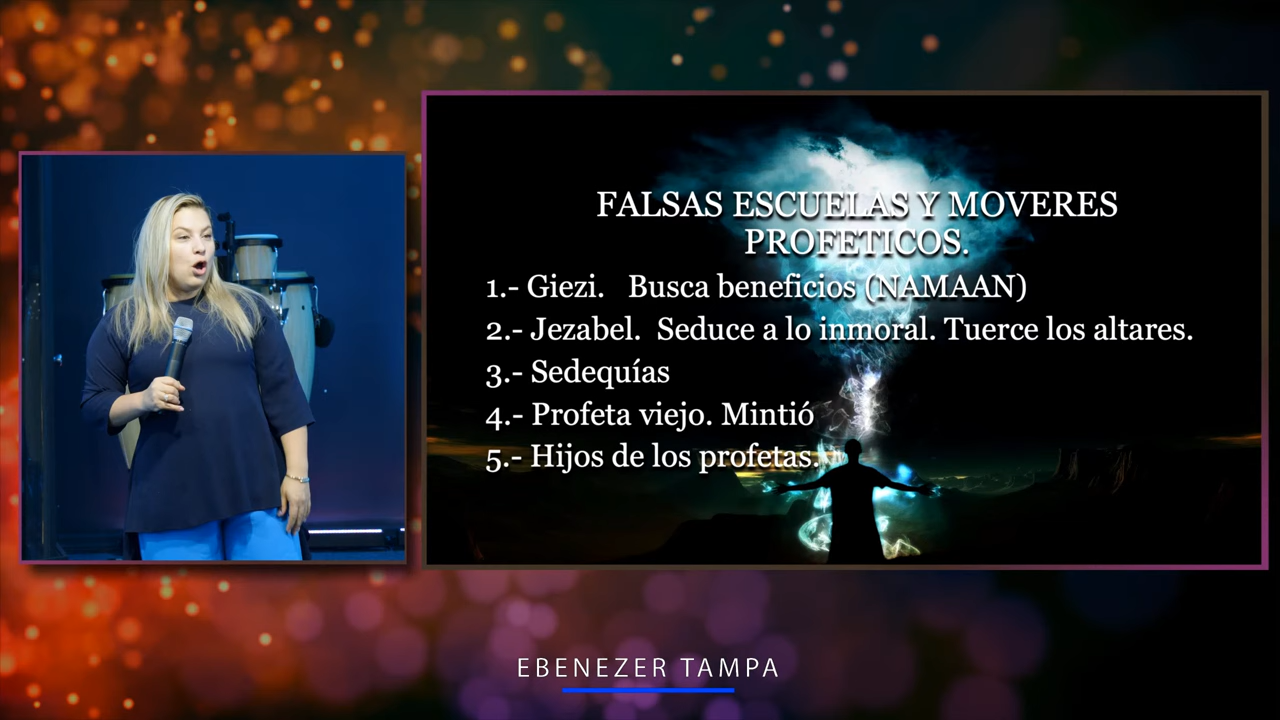 FALSAS ESCUELAS Y MOVERES
PROFETICOS.
1.- Giezi. Busca beneficios (NAMAAN)
2.- Jezabel. Seduce a lo inmoral. Tuerce los altares.
3.- Sedequías
4.- Profeta viejo. Mintió
5.- Hijos de los profetas.
EBENEZER TAMPA